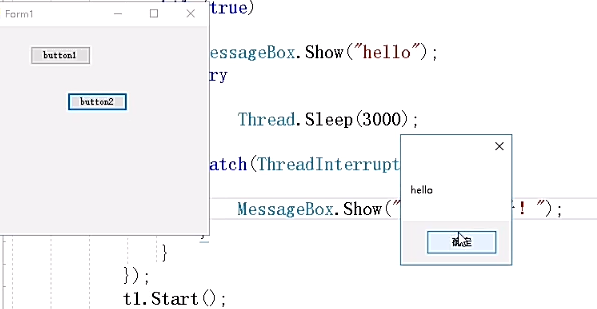 Form1
button1
button2
(true)
essageBox.Show("hello");
ry
Thread.Sleep(3000);
atch(ThreadInterrupt
MessageBox.Show("
! ");
}
});
t1.Start();
hello
确定